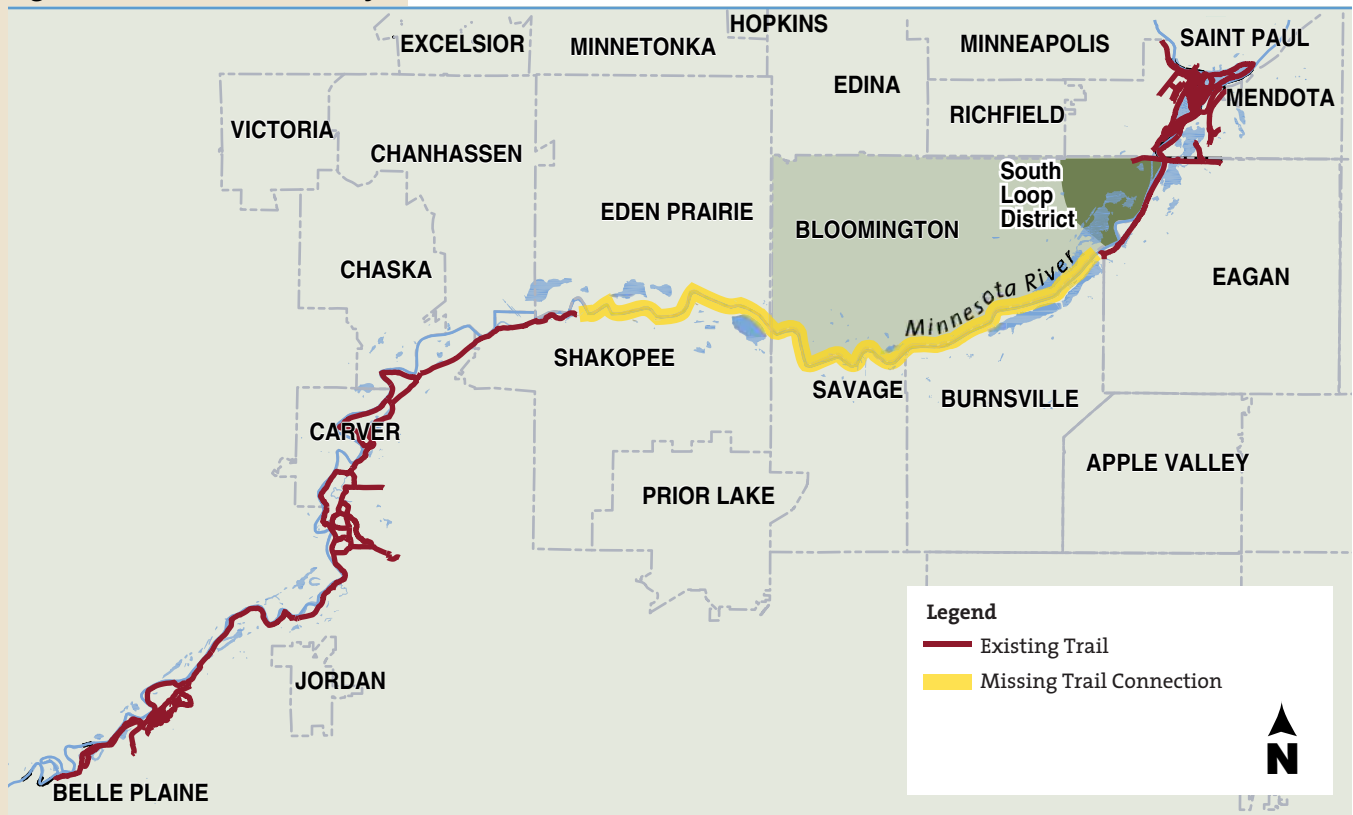 HOPKINS
EXCELSIOR
MINNETONKA
MINNEAPOLIS
SAINT PAUL
EDINA
MENDOTA
RICHFIELD
VICTORIA
CHANHASSEN
South
Loop
District
EDEN PRAIRIE
BLOOMINGTON
CHASKA
EAGAN
Minnesota River
SHAKOPEE
SAVAGE
BURNSVILLE
CARVER
APPLE VALLEY
PRIOR LAKE
JORDAN
BELLE PLAINE
Legend
Existing Trail
Missing Trail Connection
N